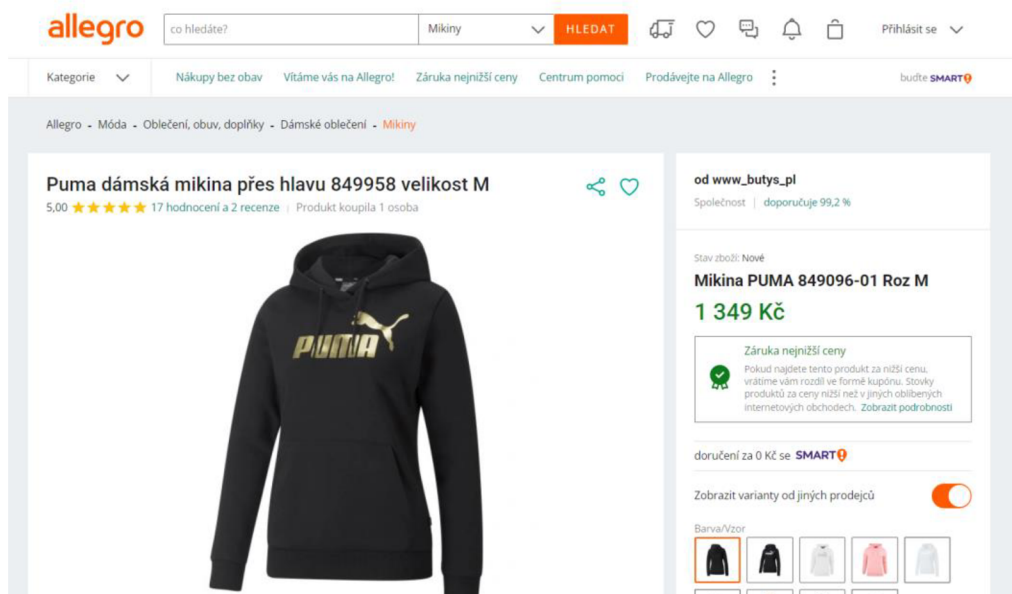 allegro
co hledáte?
Mikiny
HLEDAT
Přihlásit se
Kategorie
Nákupy bez obav
Vítáme vás na Allegro!
Záruka nejnižší ceny
Centrum pomoci
Prodávejte na Allegro
buďte SMART!
Allegro - Móda - Oblečení, obuv, doplňky - Dámské oblečení - Mikiny
Puma dámská mikina přes hlavu 849958 velikost M
5,00 17 hodnocení a 2 recenze | Produkt koupila 1 osoba
PUMA
od www_butys_pl
Společnost | doporučuje 99,2 %
Stav zboží: Nové
Mikina PUMA 849096-01 Roz M
1 349 Kč
Záruka nejnižší ceny
Pokud najdete tento produkt za nižší cenu,
vrátíme vám rozdíl ve formě kupónu. Stovky
produktů za ceny nižší než v jiných oblíbených
internetových obchodech. Zobrazit podrobnosti
doručení za 0 Kč se SMART!
Zobrazit varianty od jiných prodejců
Barva/Vzor